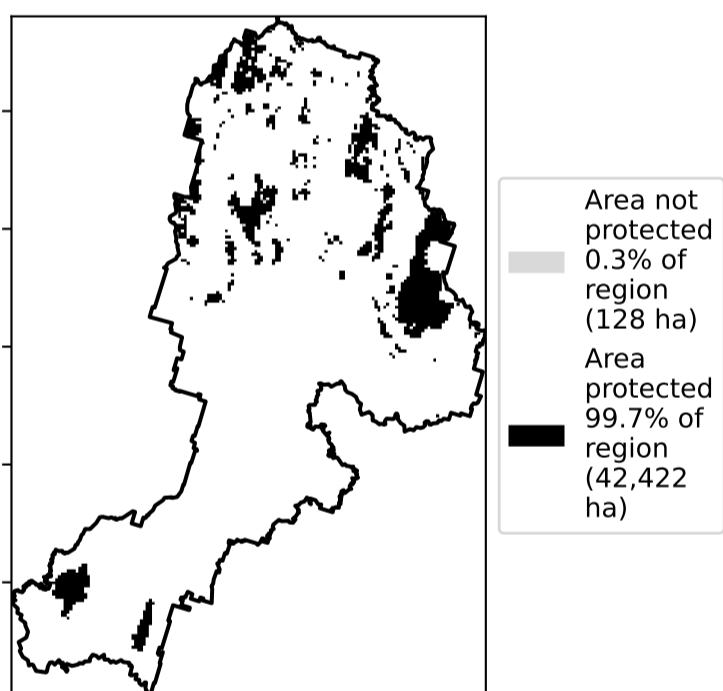 Area not
protected
0.3% of
region
(128 ha)
Area
protected
99.7% of
region
(42,422
ha)